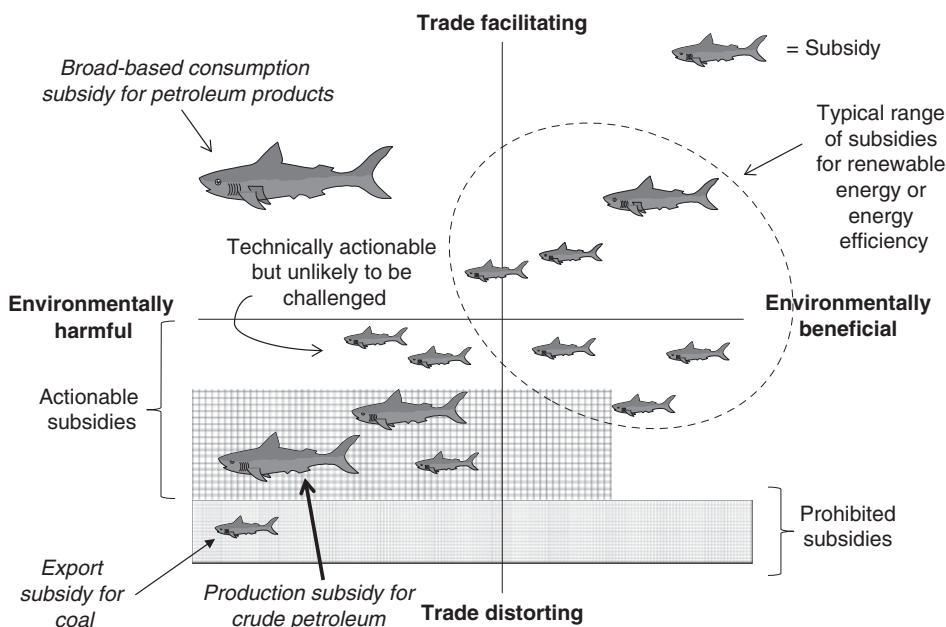 Trade facilitating
= Subsidy
Broad-based consumption
subsidy for petroleum products
Typical range
of subsidies
for renewable
energy or
energy
efficiency
Technically actionable
but unlikely to be
challenged
Environmentally
harmful
Environmentally
beneficial
Actionable
subsidies
Prohibited
subsidies
Export
subsidy for
coal
Production subsidy for
crude petroleum
Trade distorting